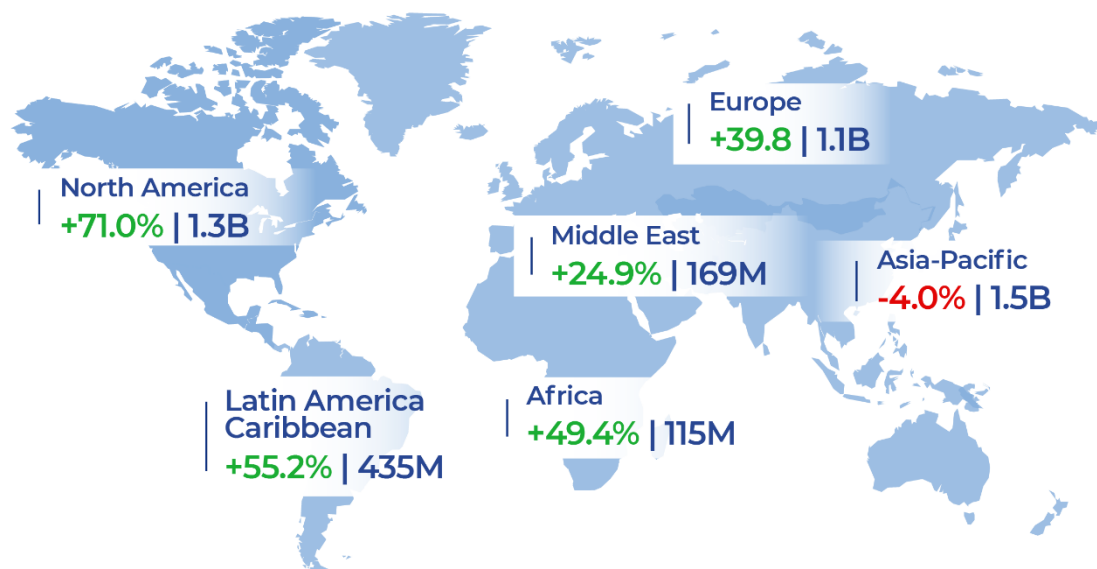 Europe
+39.8 | 1.1B
North America
+71.0% | 1.3B
Middle East
+24.9% | 169M
Asia-Pacific
-4.0% | 1.5B
Latin America
Caribbean
+55.2% | 435M
Africa
+49.4% | 115M